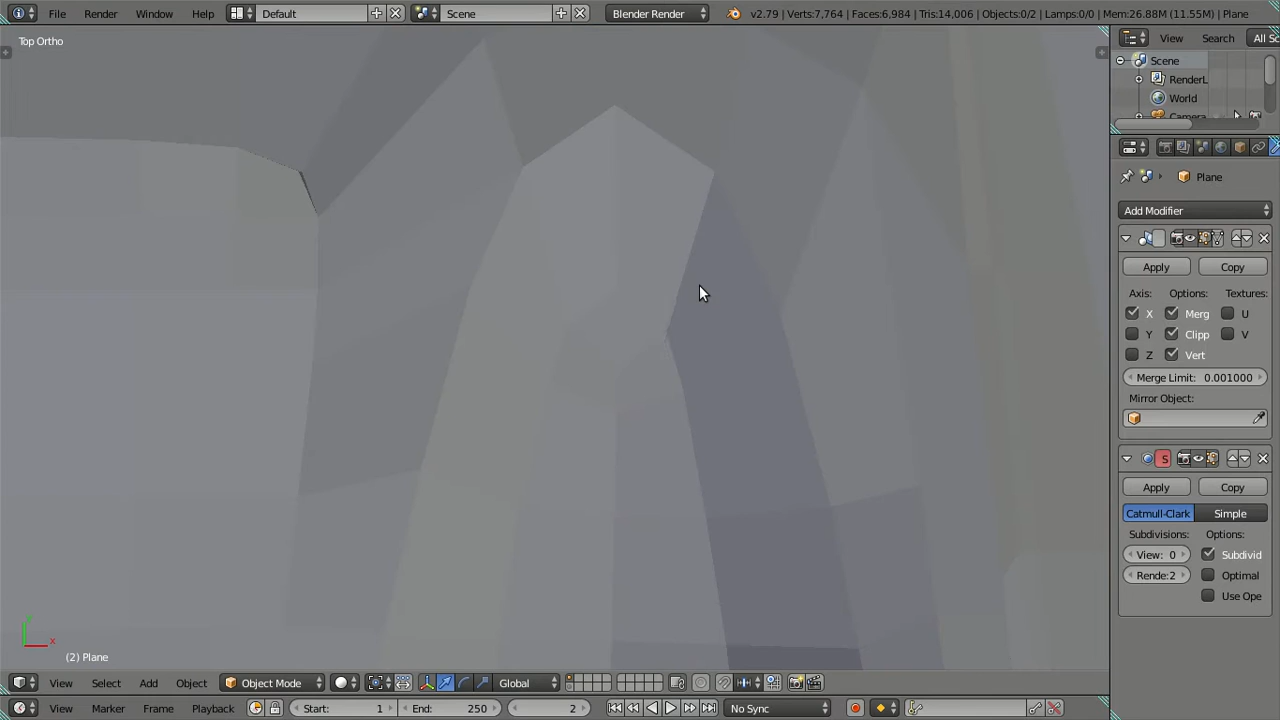 File Render Window Help Default Scene Blender Render v2.79 | Verts:7,764 | Faces:6,984 | Tris:14,006 | Objects:0/2 | Lamps:0/0 | Mem:26.88M (11.55M) | Plane
Top Ortho
View Search All Sc
Scene
RenderL
World
Camera
Plane
Add Modifier
Apply Copy
Axis: Options: Textures:
X Merg U
Y Clipp V
Z Vert
Merge Limit: 0.001000
Mirror Object:
S
Apply Copy
Catmull-Clark Simple
Subdivisions: Options:
View: 0 Subdivid
Rende: 2 Optimal
Use Ope
y
x
(2) Plane
View Select Add Object Object Mode Global
View Marker Frame Playback Start: 1 End: 250 2 No Sync